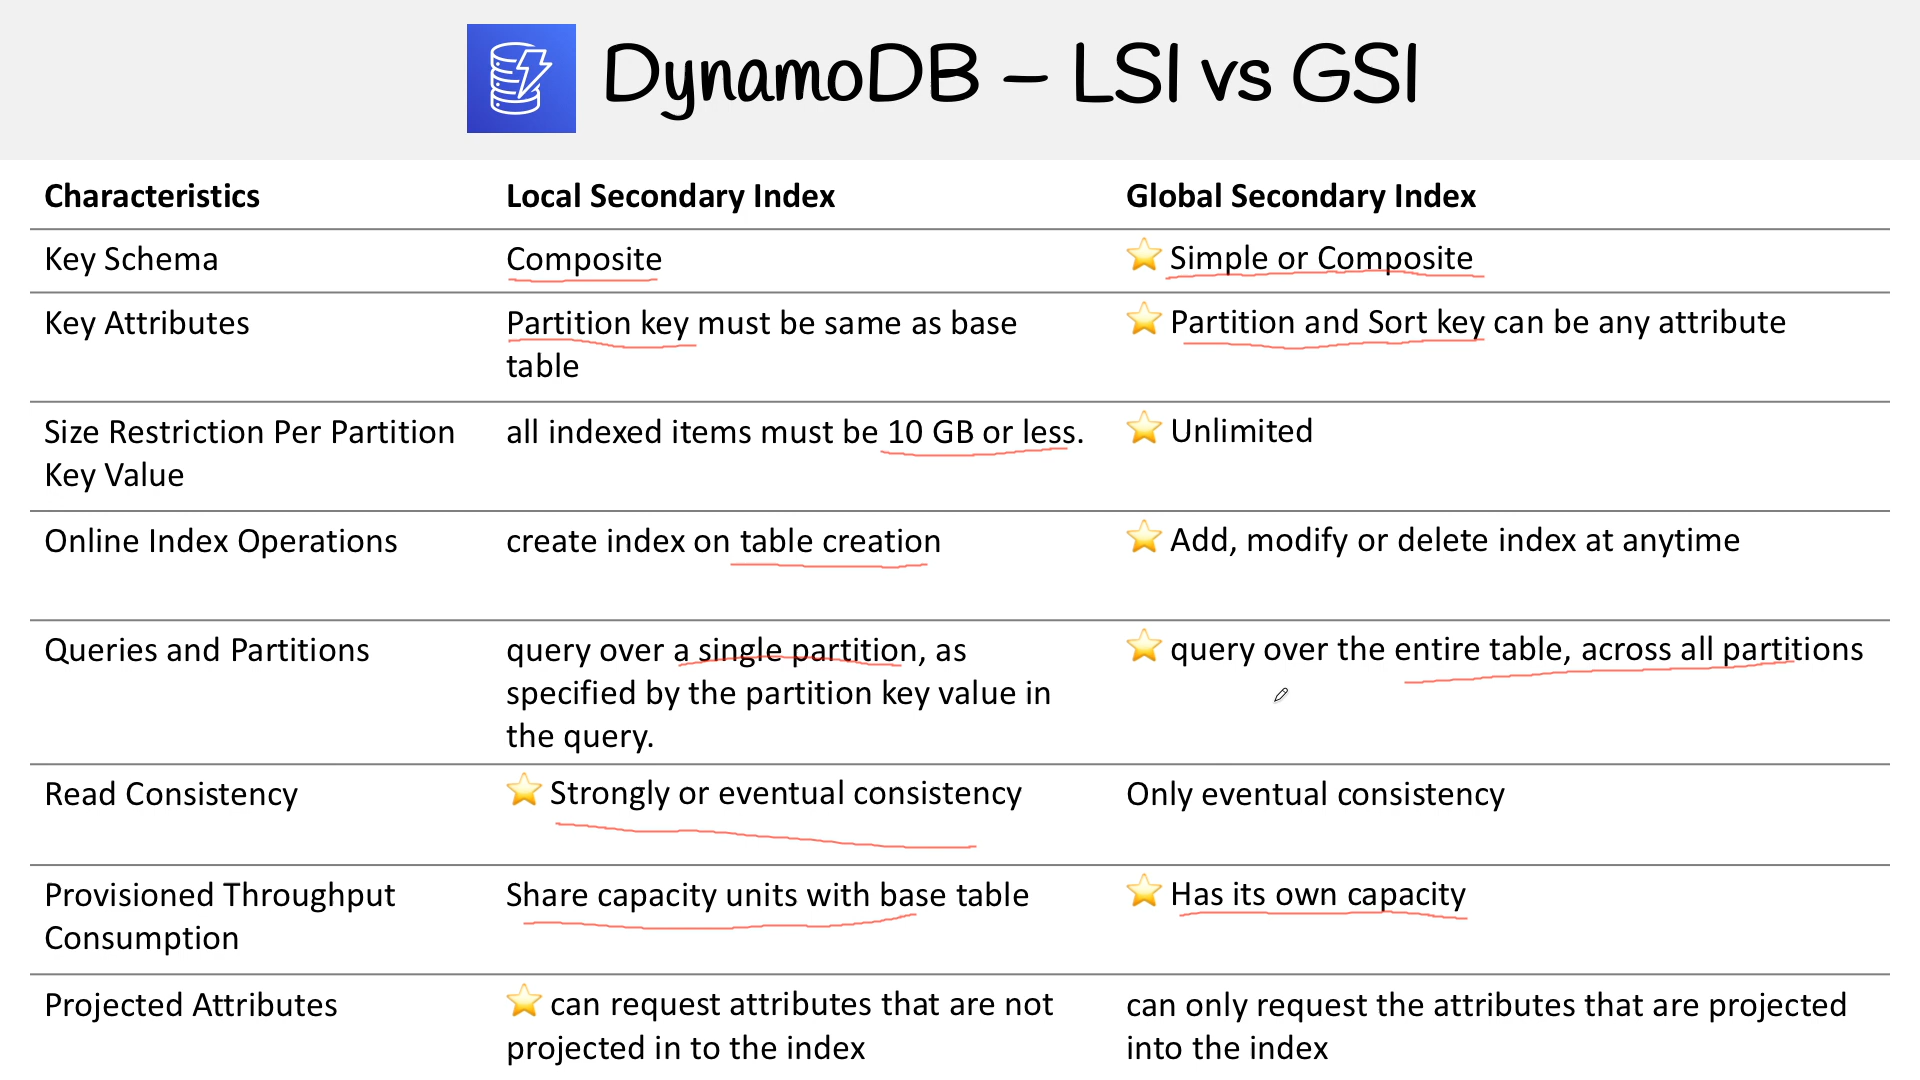 DynamoDB – LSI vs GSI
Characteristics
Local Secondary Index
Global Secondary Index
Key Schema
Composite
⭐ Simple or Composite
Key Attributes
Partition key must be same as base
table
⭐ Partition and Sort key can be any attribute
Size Restriction Per Partition
Key Value
all indexed items must be 10 GB or less.
⭐ Unlimited
Online Index Operations
create index on table creation
⭐ Add, modify or delete index at anytime
Queries and Partitions
query over a single partition, as
specified by the partition key value in
the query.
⭐ query over the entire table, across all partitions
Read Consistency
⭐ Strongly or eventual consistency
Only eventual consistency
Provisioned Throughput
Consumption
Share capacity units with base table
⭐ Has its own capacity
Projected Attributes
⭐ can request attributes that are not
projected in to the index
can only request the attributes that are projected
into the index